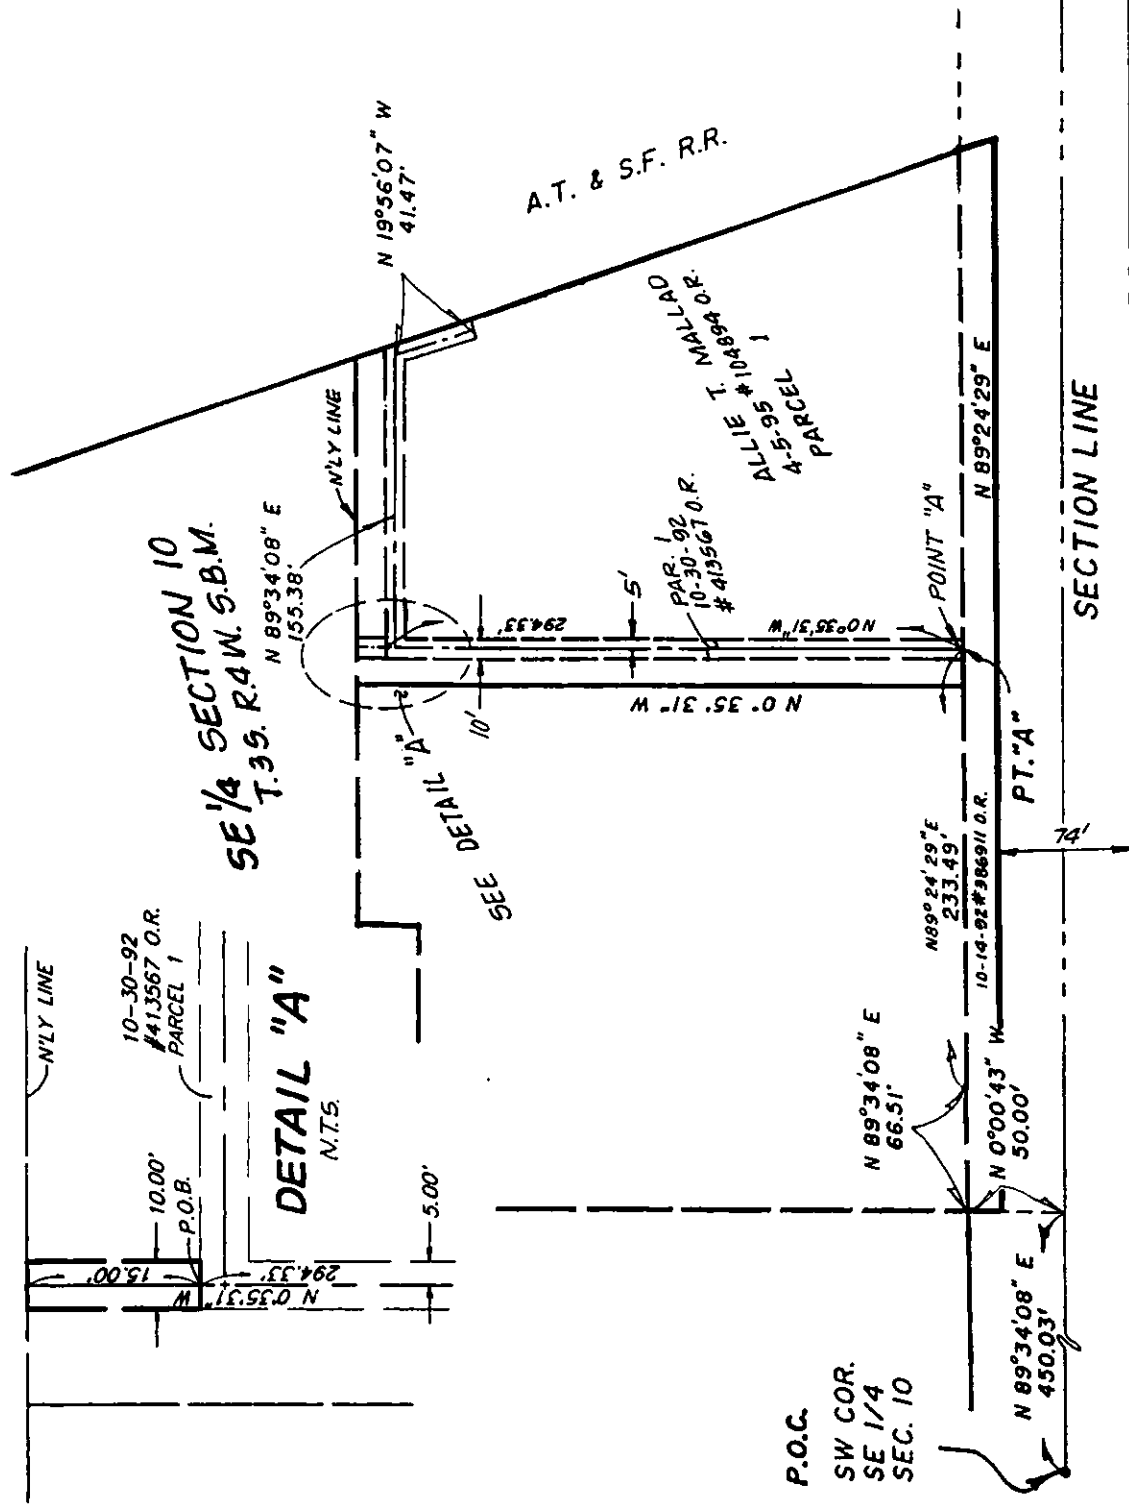 N'LY LINE
10-30-92
#413567 O.R.
PARCEL 1
10.00'
P.O.B.
15.00'
N 0°35'31" W
294.33'
5.00'
DETAIL "A"
N.T.S.
SE 1/4 SECTION 10
T.3S. R.4W. S.B.M.
N 89°34'08" E
155.38'
N'LY LINE
N 19°56'07" W
41.47'
A.T. & S.F. R.R.
SEE DETAIL "A"
10'
294.33'
5'
PAR. 1
10-30-92
# 413567 O.R.
N 0°35'31" W
N 0° 35' 31" W
ALLIE T. MALLAD
4-5-95 #104894 O.R.
PARCEL 1
POINT "A"
N 89°24'29" E
N89°24'29" E
233.49'
10-14-92 #386911 O.R.
PT. "A"
74'
SECTION LINE
N 89°34'08" E
66.51'
N 0°00'43" W
50.00'
P.O.C.
SW COR.
SE 1/4
SEC. 10
N 89°34'08" E
450.03'